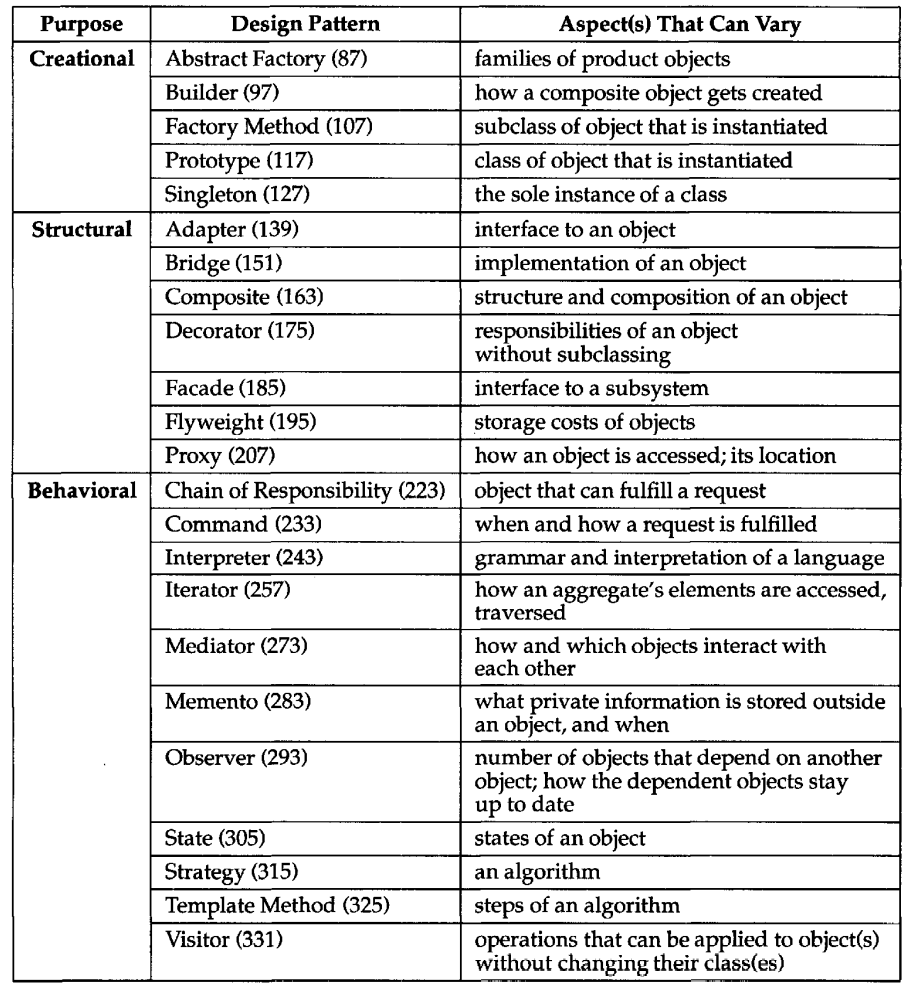 Purpose Design Pattern Aspect(s) That Can Vary
Creational Abstract Factory (87) families of product objects
Builder (97) how a composite object gets created
Factory Method (107) subclass of object that is instantiated
Prototype (117) class of object that is instantiated
Singleton (127) the sole instance of a class
Structural Adapter (139) interface to an object
Bridge (151) implementation of an object
Composite (163) structure and composition of an object
Decorator (175) responsibilities of an object
without subclassing
Facade (185) interface to a subsystem
Flyweight (195) storage costs of objects
Proxy (207) how an object is accessed; its location
Behavioral Chain of Responsibility (223) object that can fulfill a request
Command (233) when and how a request is fulfilled
Interpreter (243) grammar and interpretation of a language
Iterator (257) how an aggregate's elements are accessed,
traversed
Mediator (273) how and which objects interact with
each other
Memento (283) what private information is stored outside
an object, and when
Observer (293) number of objects that depend on another
object; how the dependent objects stay
up to date
State (305) states of an object
Strategy (315) an algorithm
Template Method (325) steps of an algorithm
Visitor (331) operations that can be applied to object(s)
without changing their class(es)